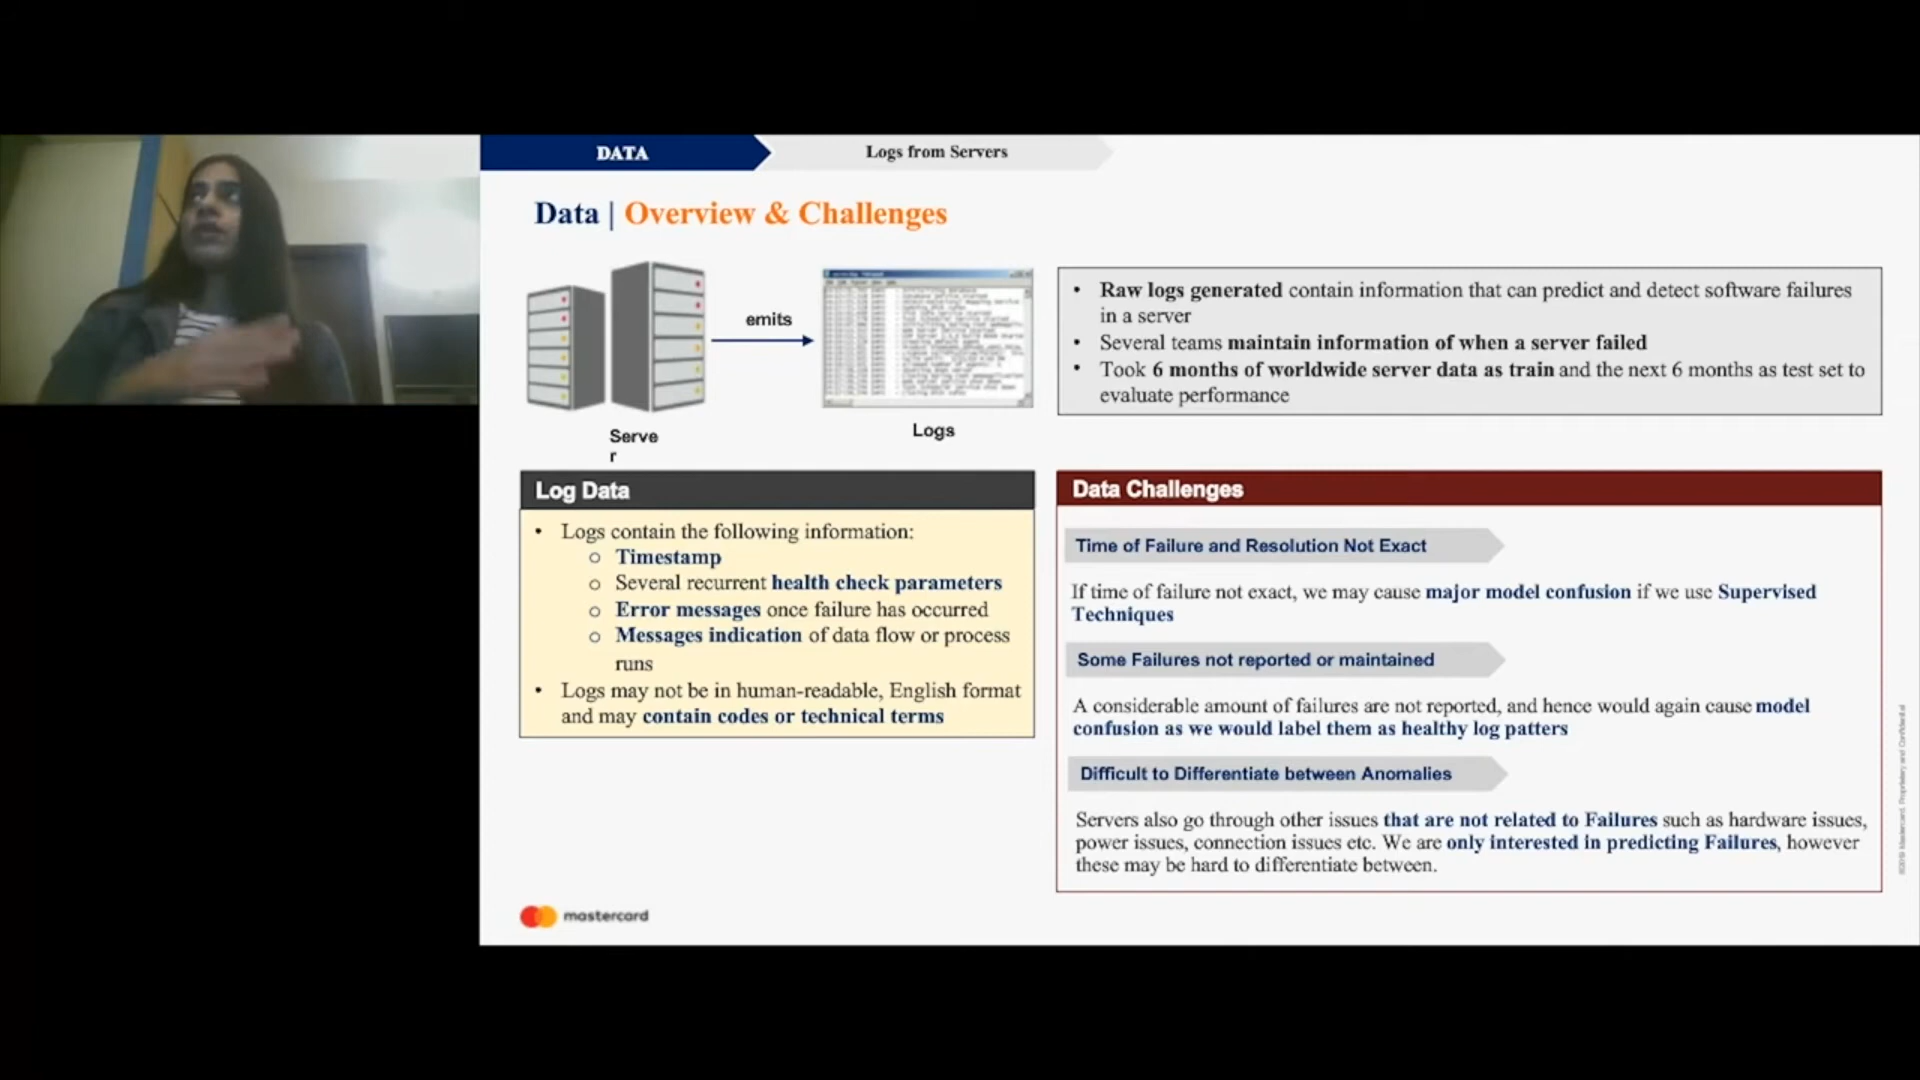 DATA
Logs from Servers
Data | Overview & Challenges
emits
Serve
r
Logs
• Raw logs generated contain information that can predict and detect software failures
in a server
• Several teams maintain information of when a server failed
• Took 6 months of worldwide server data as train and the next 6 months as test set to
evaluate performance
Log Data
• Logs contain the following information:
o Timestamp
o Several recurrent health check parameters
o Error messages once failure has occurred
o Messages indication of data flow or process
runs
• Logs may not be in human-readable, English format
and may contain codes or technical terms
Data Challenges
Time of Failure and Resolution Not Exact
If time of failure not exact, we may cause major model confusion if we use Supervised
Techniques
Some Failures not reported or maintained
A considerable amount of failures are not reported, and hence would again cause model
confusion as we would label them as healthy log patters
Difficult to Differentiate between Anomalies
Servers also go through other issues that are not related to Failures such as hardware issues,
power issues, connection issues etc. We are only interested in predicting Failures, however
these may be hard to differentiate between.
mastercard
Mastercard. Proprietary and Confidential